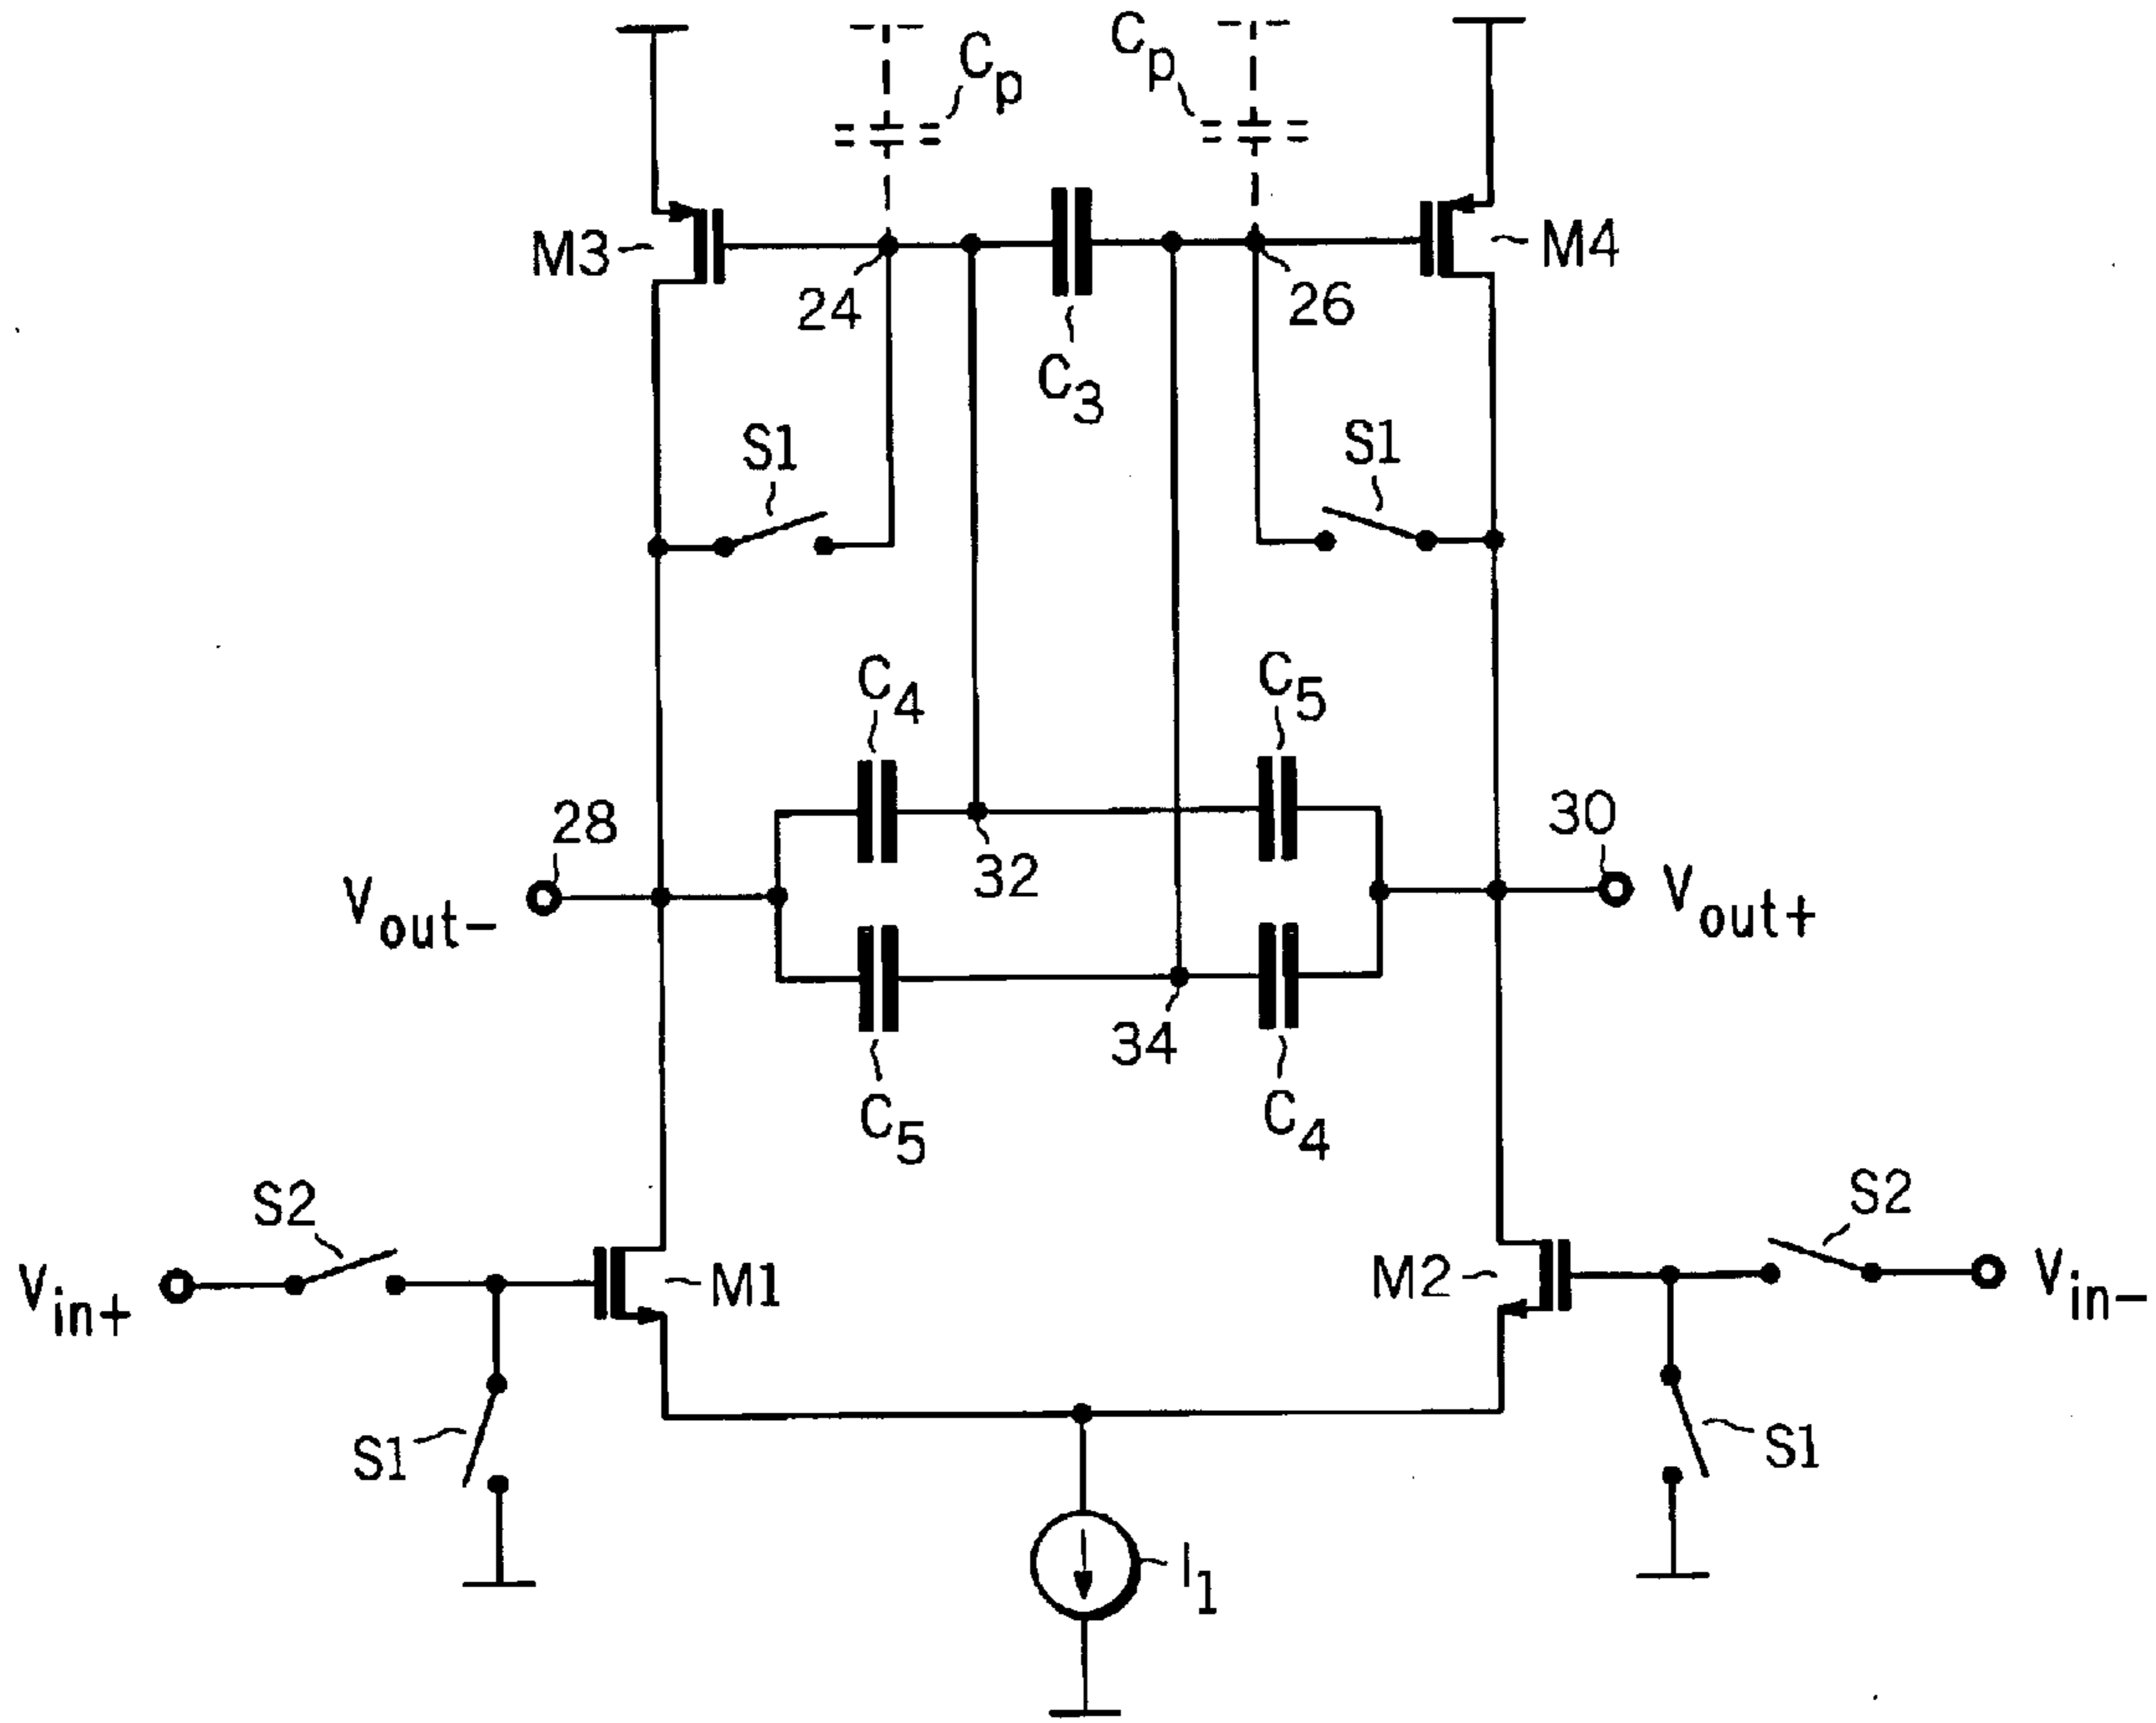 Cp
Cp
M3
M4
24
26
C3
S1
S1
C4
C5
28
30
32
Vout-
Vout+
34
C5
C4
S2
S2
Vin+
M1
M2
Vin-
S1
S1
I1